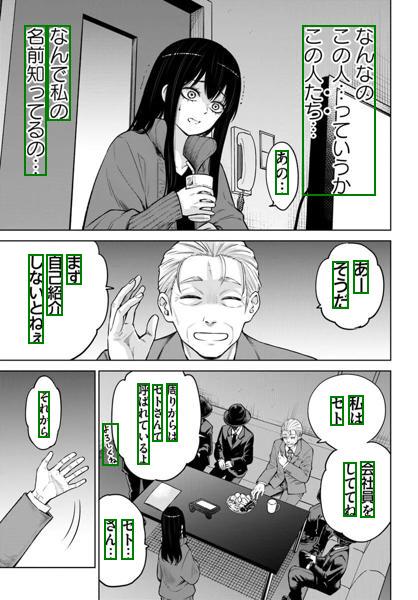 なんなの
この人…っていうか
この人たち…
なんで私の
名前知ってるの…
あの…
あー
そうだ
まず
自己紹介
しないとねぇ
私は
モト
会社員を
しててね
周りからは
モトさんて
呼ばれているよ
よろしくね
モト…
さん…
それから